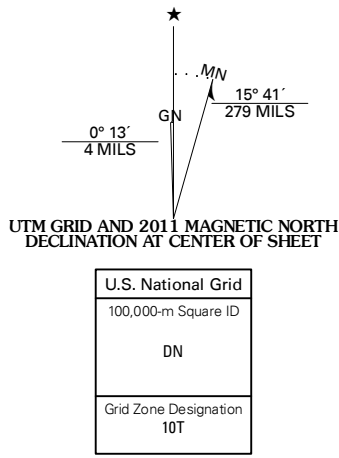 ★
MN
GN
15° 41´
279 MILS
0° 13´
4 MILS
UTM GRID AND 2011 MAGNETIC NORTH
DECLINATION AT CENTER OF SHEET
U.S. National Grid
100,000-m Square ID
DN
Grid Zone Designation
10T